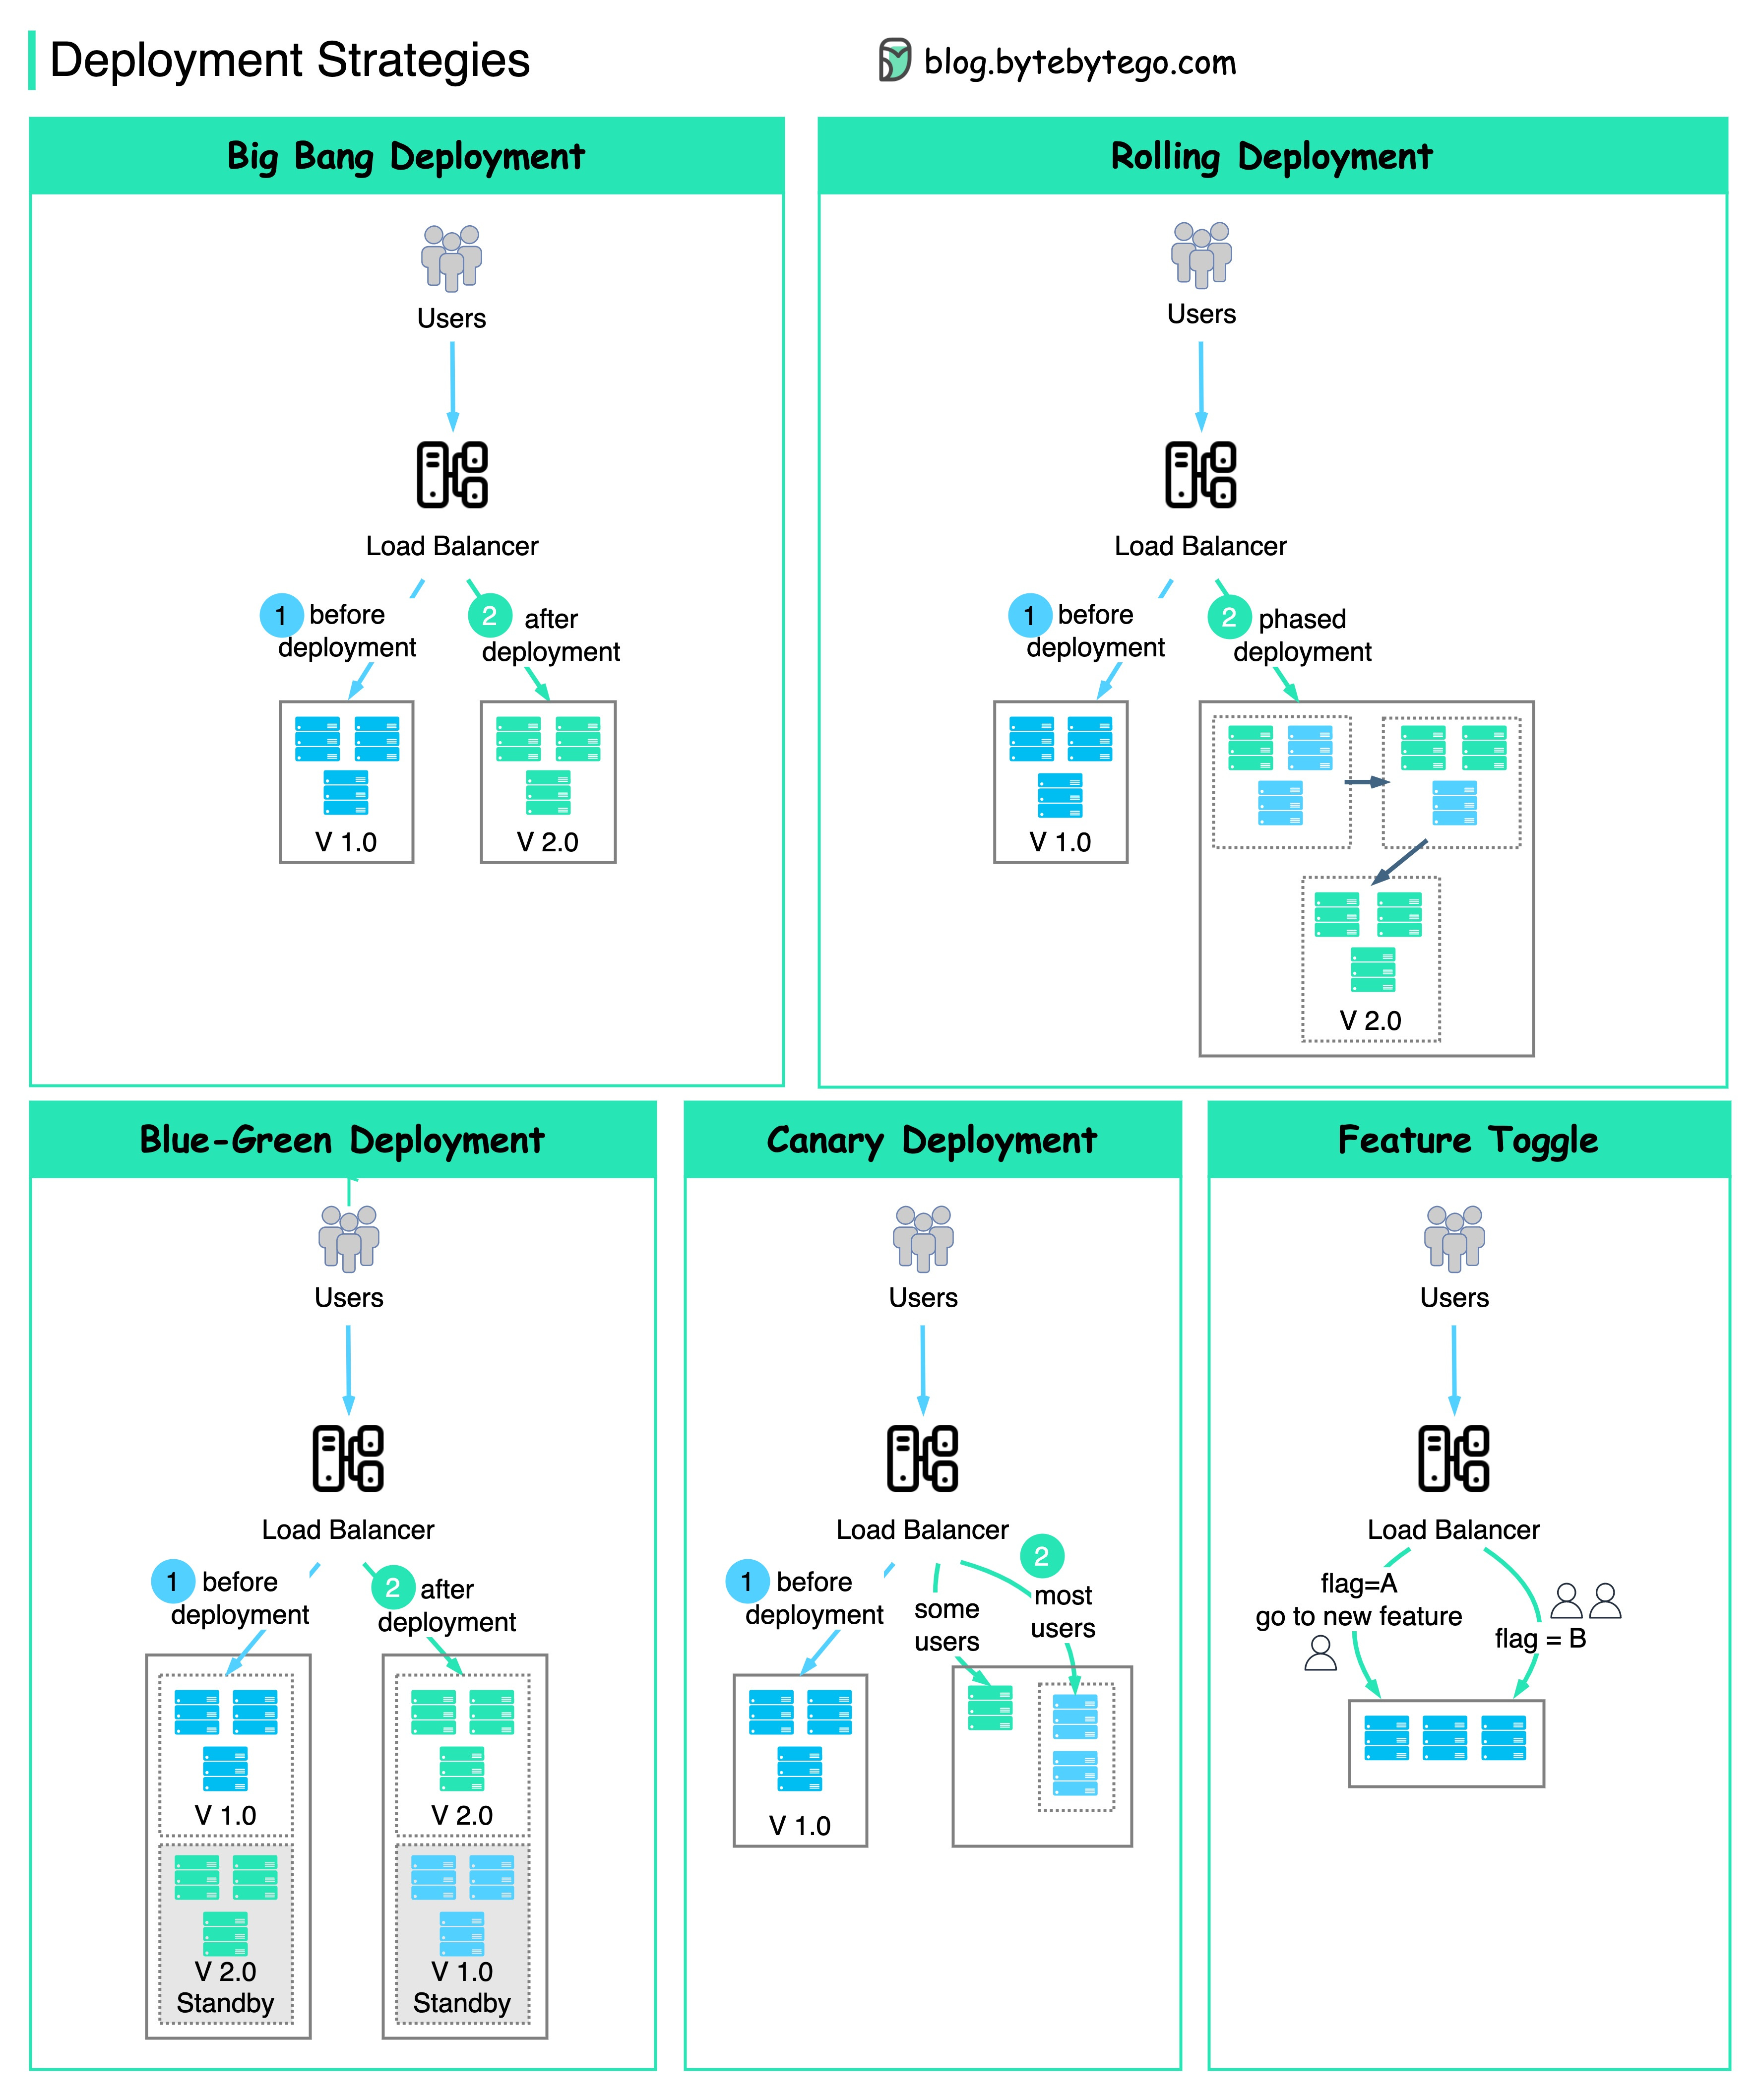 Deployment Strategies
blog.bytebytego.com
Big Bang Deployment
Users
Load Balancer
1 before
deployment
2 after
deployment
V 1.0
V 2.0
Rolling Deployment
Users
Load Balancer
1 before
deployment
2 phased
deployment
V 1.0
V 2.0
Blue-Green Deployment
Users
Load Balancer
1 before
deployment
2 after
deployment
V 1.0
V 2.0
Standby
V 2.0
V 1.0
Standby
Canary Deployment
Users
Load Balancer
1 before
deployment
some
users
2
most
users
V 1.0
Feature Toggle
Users
Load Balancer
flag=A
go to new feature
flag = B